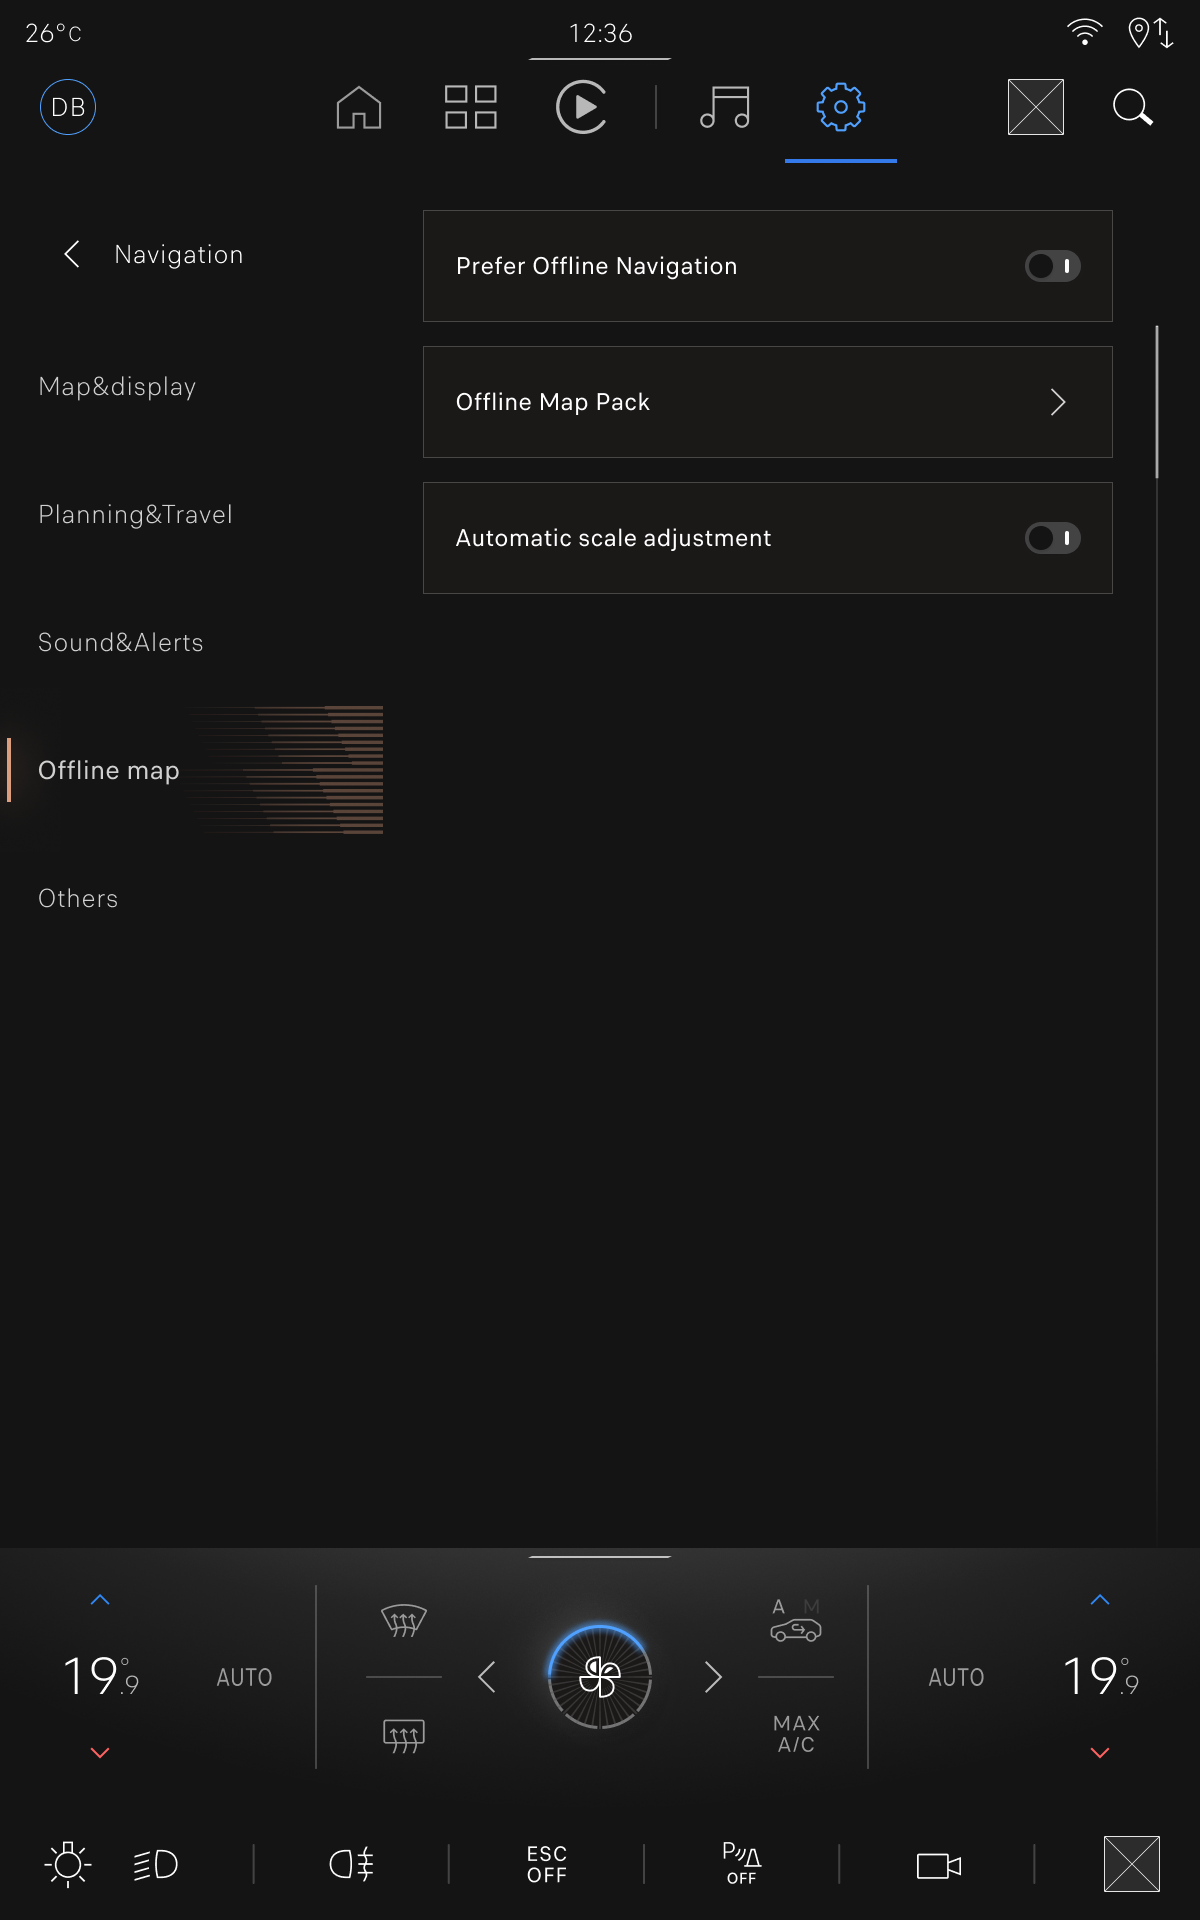 26°C
12:36
DB
Navigation
Prefer Offline Navigation
Map&display
Offline Map Pack
Planning&Travel
Automatic scale adjustment
Sound&Alerts
Offline map
Others
A M
19°.9
AUTO
AUTO
19°.9
MAX
A/C
ESC
OFF
P
OFF